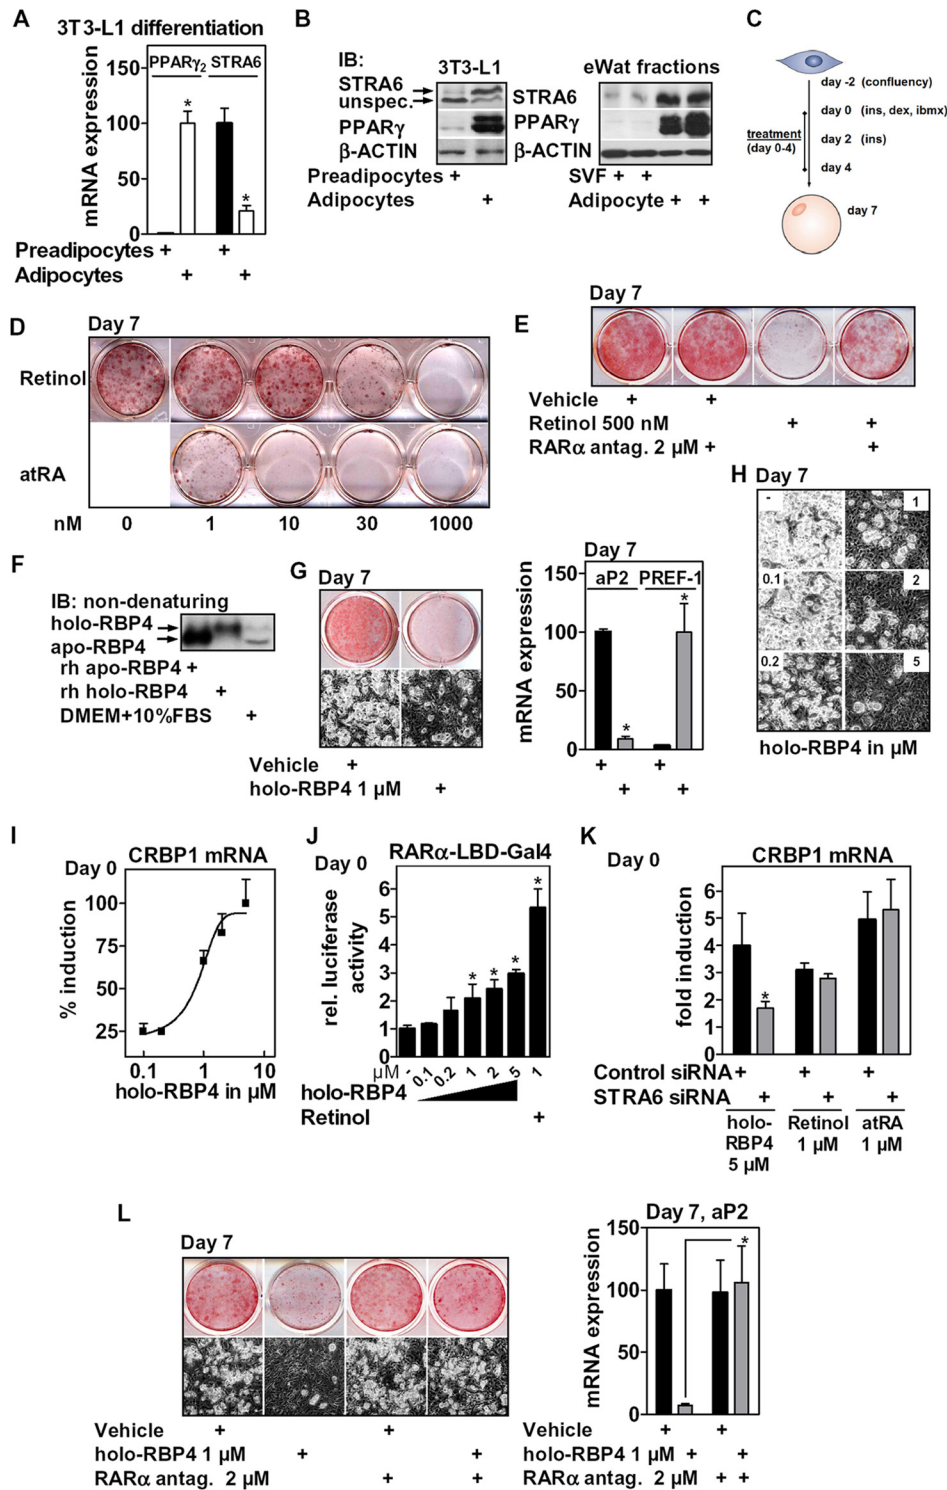 A
3T3-L1 differentiation
PPARγ2 STRA6
mRNA expression
150
100
50
0
*
*
Preadipocytes + +
Adipocytes + +
B
IB:
3T3-L1
STRA6
unspec.
PPARγ
β-ACTIN
Preadipocytes +
Adipocytes +
eWat fractions
STRA6
PPARγ
β-ACTIN
SVF + +
Adipocyte + +
C
day -2 (confluency)
day 0 (ins, dex, ibmx)
treatment
(day 0-4)
day 2 (ins)
day 4
day 7
D
Day 7
Retinol
atRA
nM 0 1 10 30 1000
E
Day 7
Vehicle + +
Retinol 500 nM + +
RARα antag. 2 µM + +
F
IB: non-denaturing
holo-RBP4
apo-RBP4
rh apo-RBP4 +
rh holo-RBP4 +
DMEM+10%FBS +
G
Day 7
Vehicle +
holo-RBP4 1 µM +
Day 7
aP2 PREF-1
mRNA expression
150
100
50
0
*
*
+ +
+ +
H
Day 7
- 1
0.1 2
0.2 5
holo-RBP4 in µM
I
Day 0
CRBP1 mRNA
% induction
100
75
50
25
0.1 1 10
holo-RBP4 in µM
J
RARα-LBD-Gal4
Day 0
rel. luciferase
activity
6
5
4
3
2
1
0
* * * *
µM - 0.1 0.2 1 2 5 1
holo-RBP4
Retinol +
K
Day 0
CRBP1 mRNA
fold induction
6
5
4
3
2
1
0
*
Control siRNA + + +
STRA6 siRNA + + +
holo-
RBP4
5 µM
Retinol
1 µM
atRA
1 µM
L
Day 7
Vehicle + +
holo-RBP4 1 µM + +
RARα antag. 2 µM + +
Day 7, aP2
mRNA expression
150
100
50
0
*
Vehicle + +
holo-RBP4 1 µM + +
RARα antag. 2 µM + +